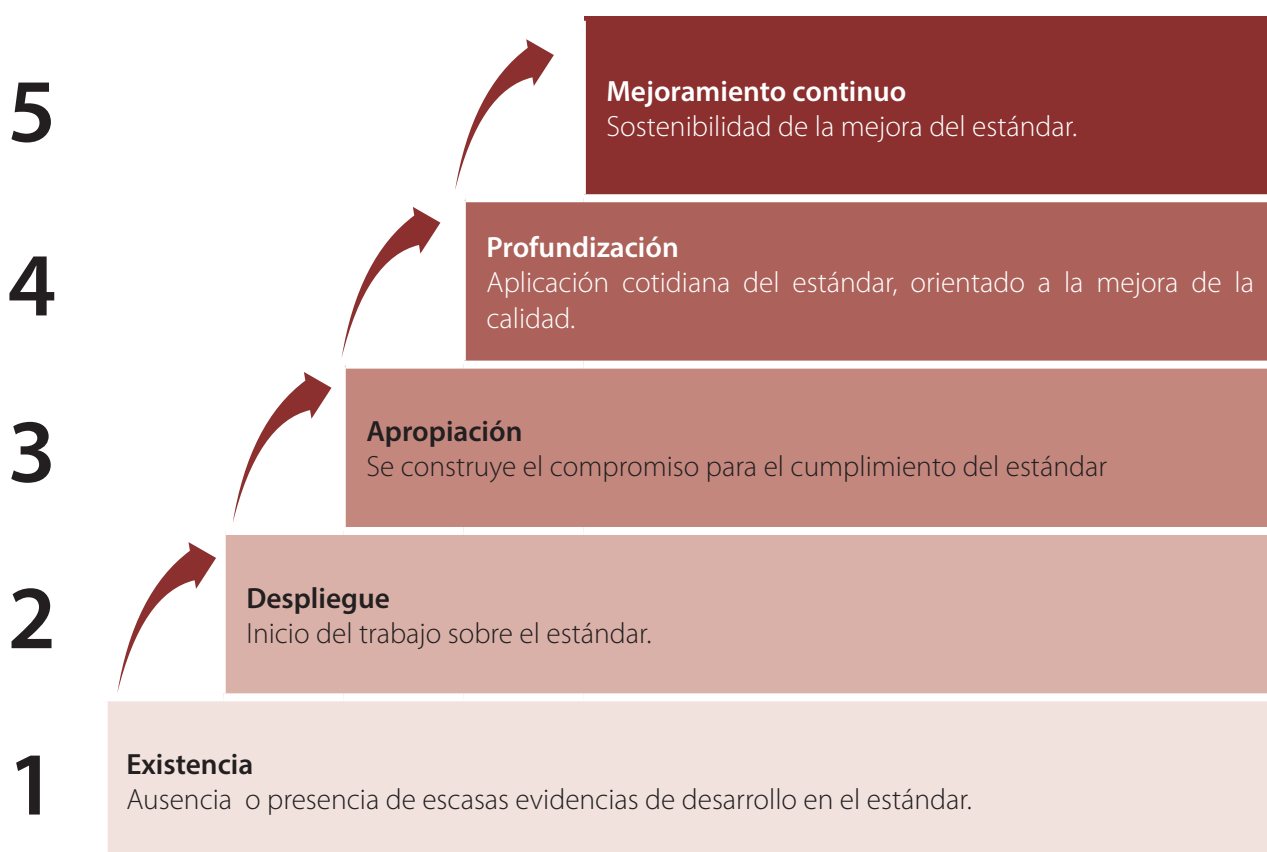 5
Mejoramiento continuo
Sostenibilidad de la mejora del estándar.
4
Profundización
Aplicación cotidiana del estándar, orientado a la mejora de la
calidad.
3
Apropiación
Se construye el compromiso para el cumplimiento del estándar
2
Despliegue
Inicio del trabajo sobre el estándar.
1
Existencia
Ausencia o presencia de escasas evidencias de desarrollo en el estándar.